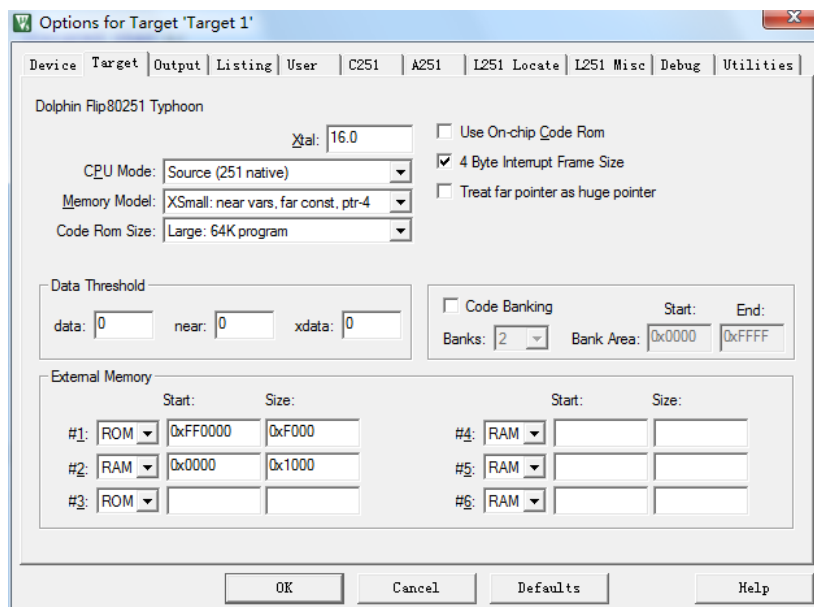 Options for Target 'Target 1'
Device Target Output Listing User C251 A251 L251 Locate L251 Misc Debug Utilities
Dolphin Flip80251 Typhoon
Xtal: 16.0
Use On-chip Code Rom
CPU Mode: Source (251 native)
4 Byte Interrupt Frame Size
Memory Model: XSmall: near vars, far const, ptr-4
Treat far pointer as huge pointer
Code Rom Size: Large: 64K program
Data Threshold
data: 0 near: 0 xdata: 0
Code Banking Start: End:
Banks: 2 Bank Area: 0x0000 0xFFFF
External Memory
Start: Size: Start: Size:
#1: ROM 0xFF0000 0xF000 #4: RAM
#2: RAM 0x0000 0x1000 #5: RAM
#3: ROM #6: RAM
OK Cancel Defaults Help